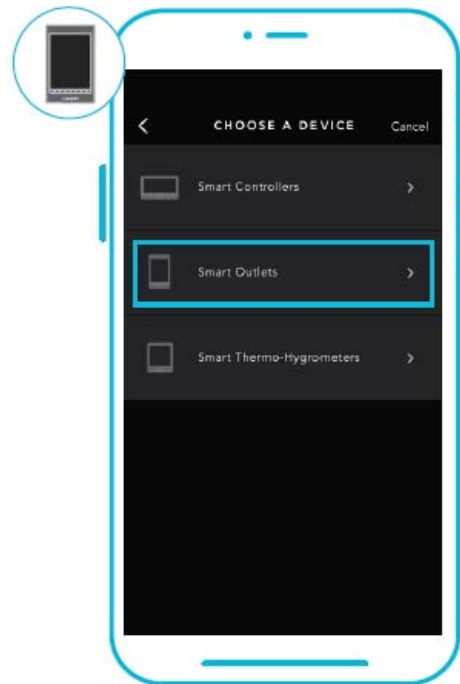 CHOOSE A DEVICE Cancel
Smart Controllers
Smart Outlets
Smart Thermo-Hygrometers